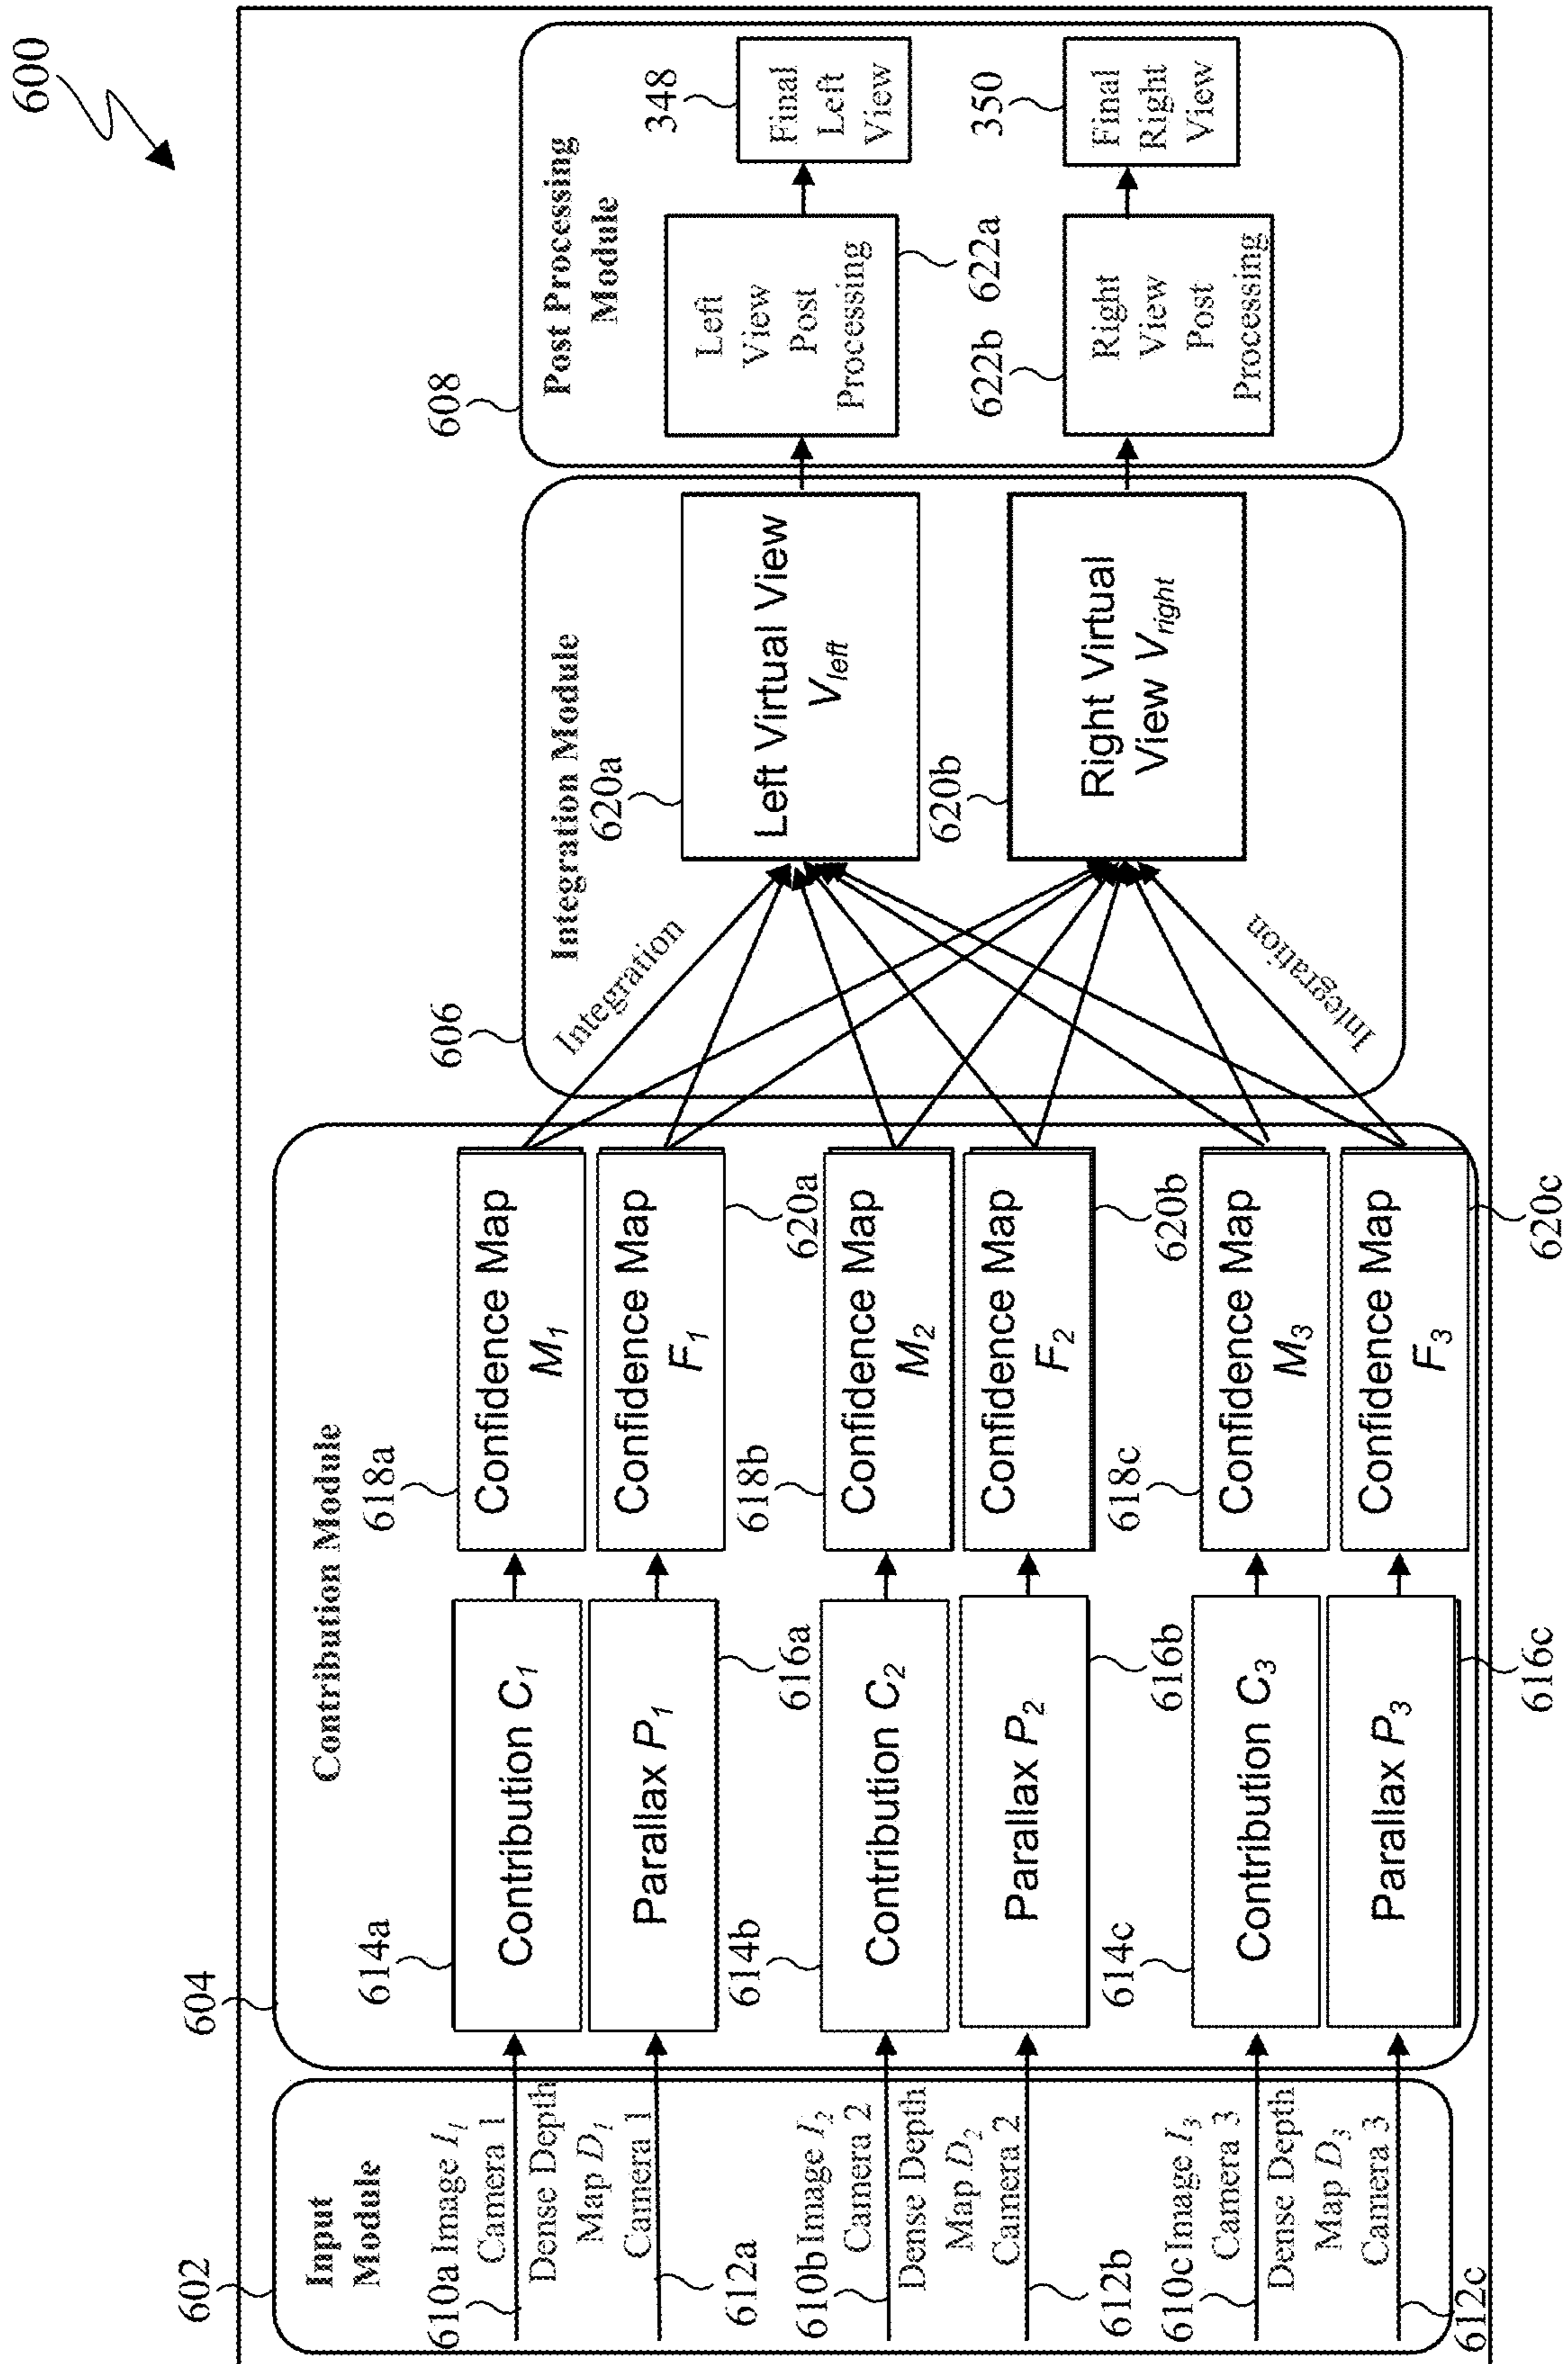 600
602
Input
Module
610a
Image I1
Camera 1
Dense Depth
Map D1
Camera 1
612a
610b
Image I2
Camera 2
Dense Depth
Map D2
Camera 2
612b
610c
Image I3
Camera 3
Dense Depth
Map D3
Camera 3
612c
604
Contribution Module
614a
Contribution C1
Parallax P1
616a
614b
Contribution C2
Parallax P2
616b
614c
Contribution C3
Parallax P3
616c
618a
Confidence Map
M1
Confidence Map
F1
620a
618b
Confidence Map
M2
Confidence Map
F2
620b
618c
Confidence Map
M3
Confidence Map
F3
620c
606
Integration Module
Integration
Integration
620a
Left Virtual View
Vleft
620b
Right Virtual
View Vright
608
Post Processing
Module
Left
View
Post
Processing
622a
622b
Right
View
Post
Processing
348
Final
Left
View
350
Final
Right
View